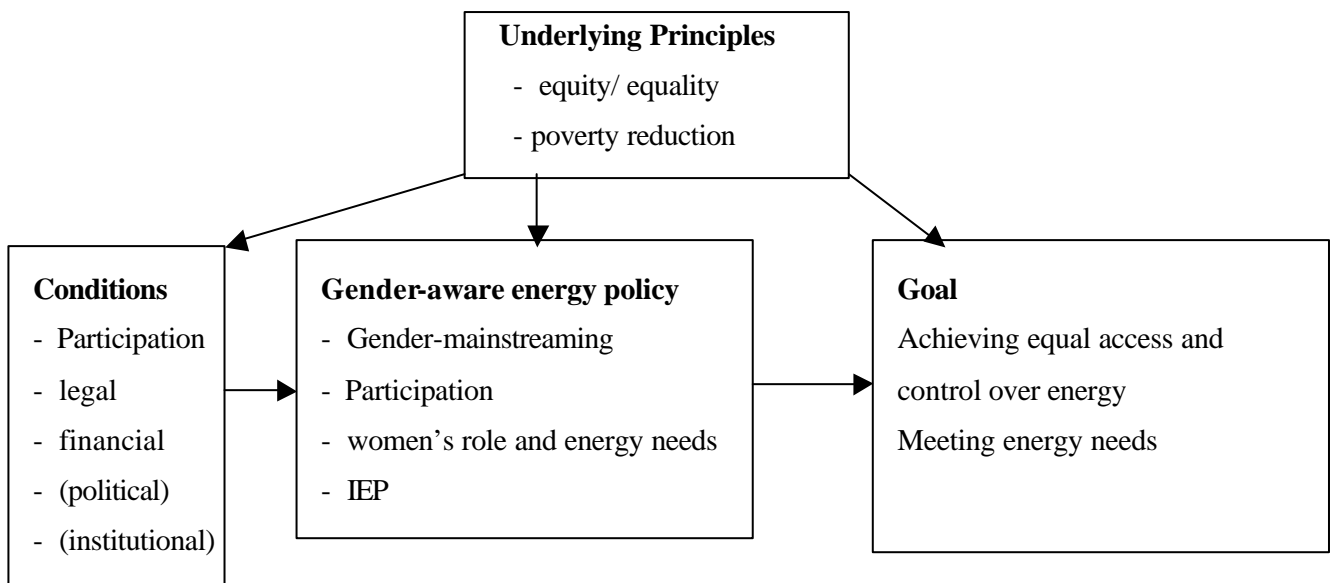 Underlying Principles
- equity/ equality
- poverty reduction
Conditions
- Participation
- legal
- financial
- (political)
- (institutional)
Gender-aware energy policy
- Gender-mainstreaming
- Participation
- women’s role and energy needs
- IEP
Goal
Achieving equal access and
control over energy
Meeting energy needs